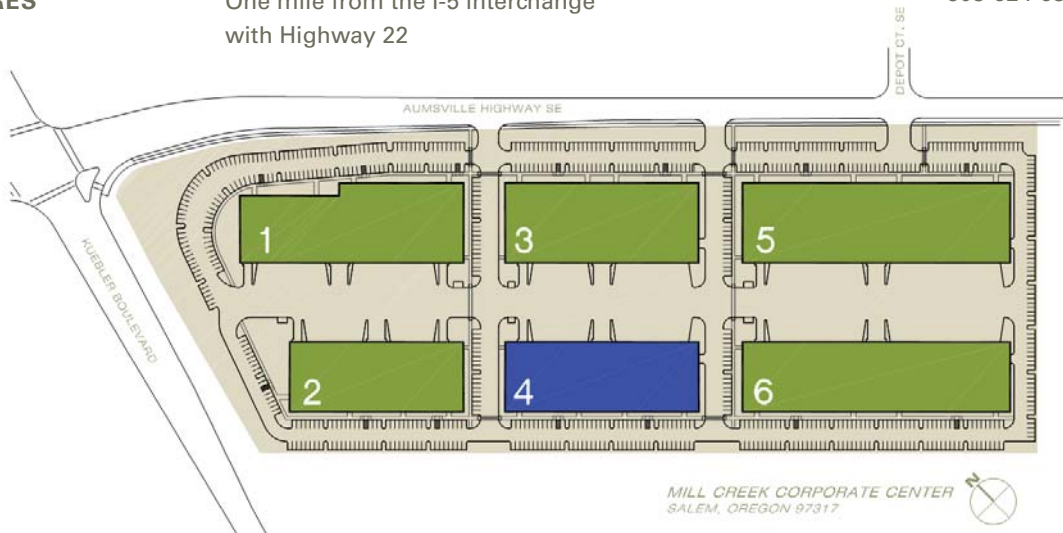 One mile from the I-5 interchange
with Highway 22
DEPOT CT. SE
AUMSVILLE HIGHWAY SE
KUEBLER BOULEVARD
1
3
5
2
4
6
MILL CREEK CORPORATE CENTER
SALEM, OREGON 97317
N